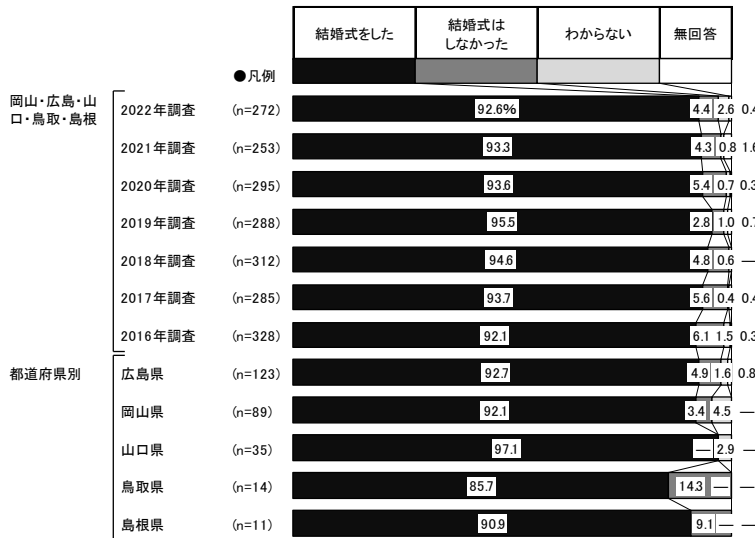 結婚式をした 結婚式は しなかった わからない 無回答
●凡例
岡山・広島・山
口・鳥取・島根
2022年調査 (n=272) 92.6% 4.4 2.6 0.4
2021年調査 (n=253) 93.3 4.3 0.8 1.6
2020年調査 (n=295) 93.6 5.4 0.7 0.3
2019年調査 (n=288) 95.5 2.8 1.0 0.7
2018年調査 (n=312) 94.6 4.8 0.6 —
2017年調査 (n=285) 93.7 5.6 0.4 0.4
2016年調査 (n=328) 92.1 6.1 1.5 0.3
都道府県別
広島県 (n=123) 92.7 4.9 1.6 0.8
岡山県 (n=89) 92.1 3.4 4.5 —
山口県 (n=35) 97.1 — 2.9 —
鳥取県 (n=14) 85.7 14.3 — —
島根県 (n=11) 90.9 9.1 — —